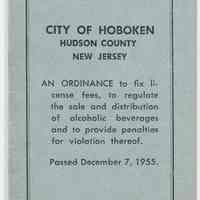 CITY OF HOBOKEN
HUDSON COUNTY
NEW JERSEY
AN ORDINANCE to fix li-
cense fees, to regulate
the sale and distribution
of alcoholic beverages
and to provide penalties
for violation thereof.
Passed December 7, 1955.